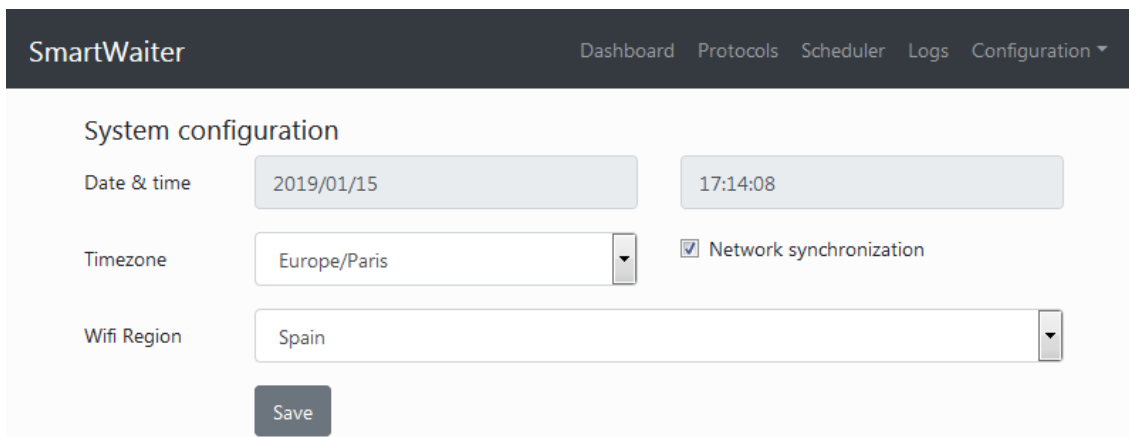 SmartWaiter Dashboard Protocols Scheduler Logs Configuration
System configuration
Date & time 2019/01/15 17:14:08
Timezone Europe/Paris Network synchronization
Wifi Region Spain
Save